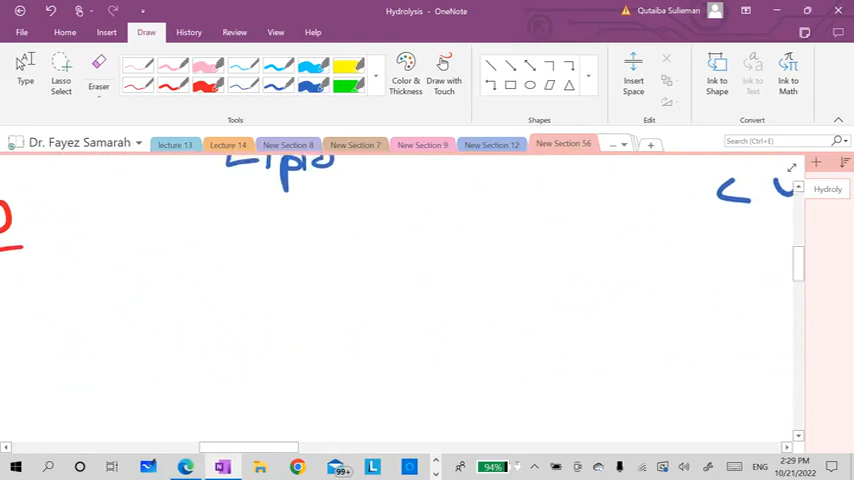 Hydrolysis - OneNote
Qutaiba Sulieman
File Home Insert Draw History Review View Help
Type
Lasso Select
Eraser
Color & Thickness
Draw with Touch
Insert Space
Ink to Shape
Ink to Text
Ink to Math
Tools
Shapes
Edit
Convert
Dr. Fayez Samarah
lecture 13
Lecture 14
New Section 8
New Section 7
New Section 9
New Section 12
New Section 56
Search (Ctrl+E)
Hydroly
Lipid
99+
94%
ENG
2:29 PM
10/21/2022